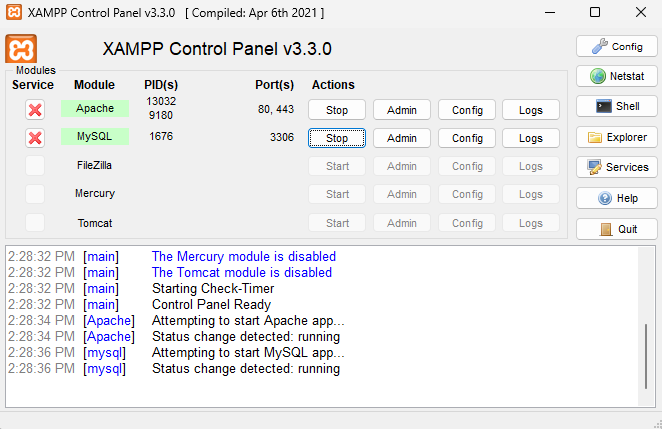 XAMPP Control Panel v3.3.0 [ Compiled: Apr 6th 2021 ]
XAMPP Control Panel v3.3.0
Modules
Service Module PID(s) Port(s) Actions
Apache 13032 9180 80, 443 Stop Admin Config Logs
MySQL 1676 3306 Stop Admin Config Logs
FileZilla Start Admin Config Logs
Mercury Start Admin Config Logs
Tomcat Start Admin Config Logs
Config
Netstat
Shell
Explorer
Services
Help
Quit
2:28:32 PM [main] The Mercury module is disabled
2:28:32 PM [main] The Tomcat module is disabled
2:28:32 PM [main] Starting Check-Timer
2:28:32 PM [main] Control Panel Ready
2:28:34 PM [Apache] Attempting to start Apache app...
2:28:34 PM [Apache] Status change detected: running
2:28:36 PM [mysql] Attempting to start MySQL app...
2:28:36 PM [mysql] Status change detected: running